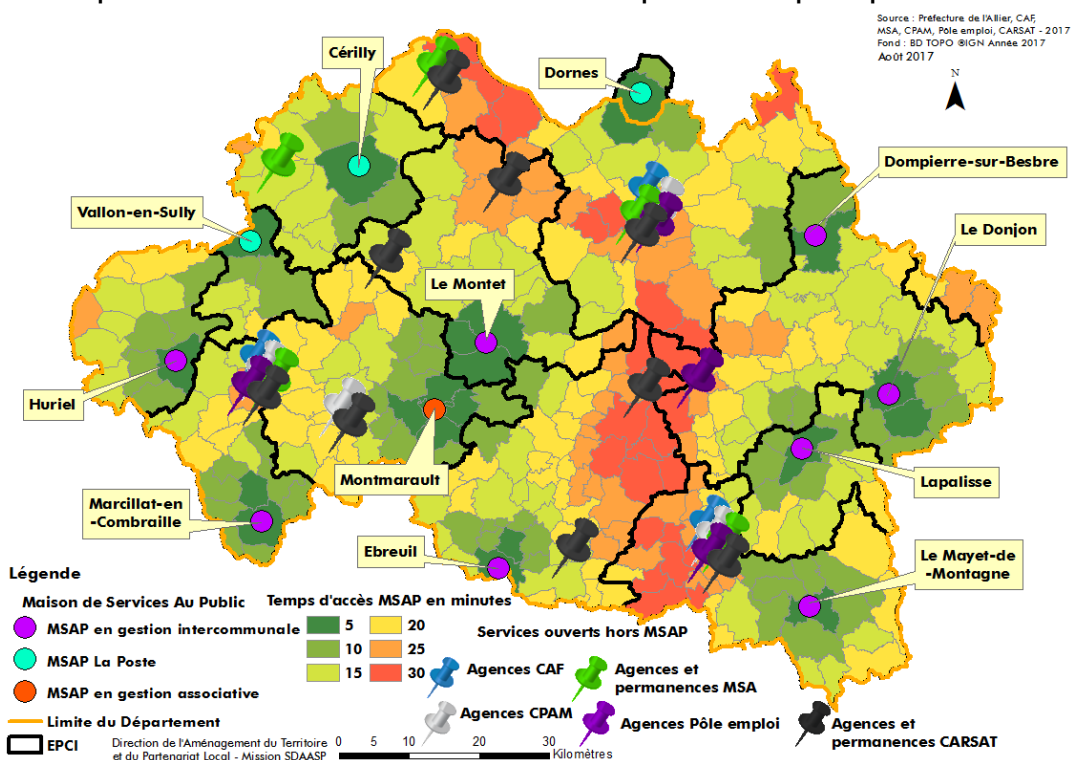 Source : Préfecture de l'Allier, CAF,
MSA, CPAM, Pôle emploi, CARSAT - 2017
Fond : BD TOPO ®IGN Année 2017
Août 2017
N
Cérilly
Dornes
Dompierre-sur-Besbre
Vallon-en-Sully
Le Donjon
Le Montet
Huriel
Montmarault
Lapalisse
Marcillat-en
-Combraille
Ebreuil
Le Mayet-de
-Montagne
Légende
Maison de Services Au Public
MSAP en gestion intercommunale
MSAP La Poste
MSAP en gestion associative
Limite du Département
EPCI
Direction de l'Aménagement du Territoire
et du Partenariat Local - Mission SDAASP
Temps d'accès MSAP en minutes
5 20
10 25
15 30
Services ouverts hors MSAP
Agences CAF
Agences et
permanences MSA
Agences CPAM
Agences Pôle emploi
Agences et
permanences CARSAT
0 5 10 20 30
Kilomètres